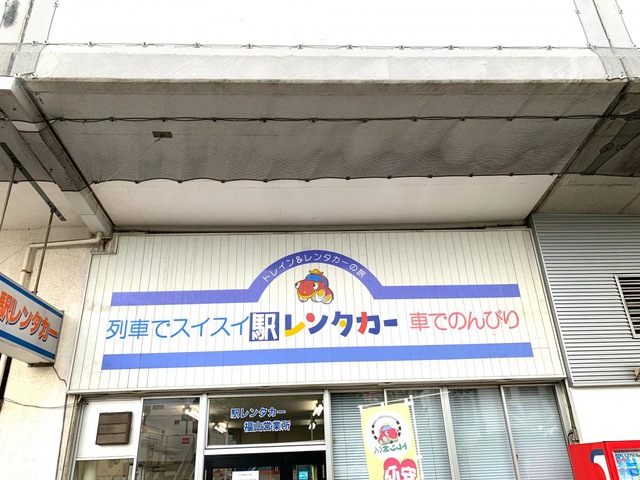 トレイン&レンタカーの旅
列車でスイスイ 駅レンタカー 車でのんびり
駅レンタカー
駅レンタカー
福山営業所